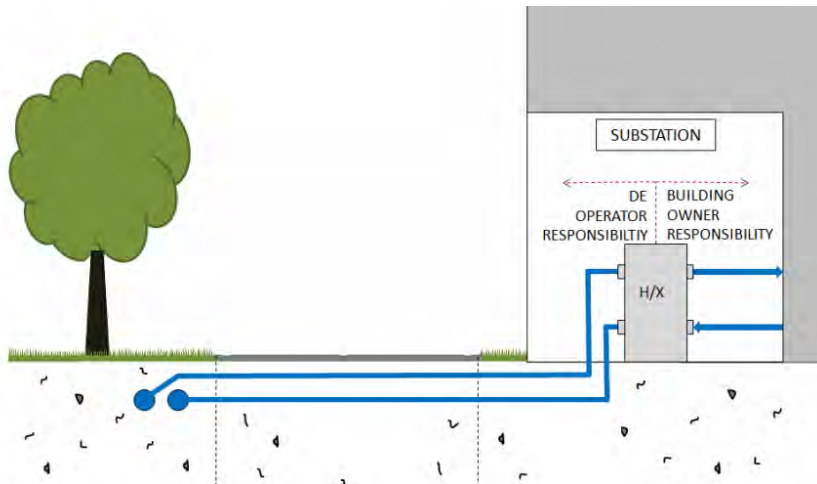 SUBSTATION
DE
OPERATOR
RESPONSIBILTIY
BUILDING
OWNER
RESPONSIBILITY
H/X